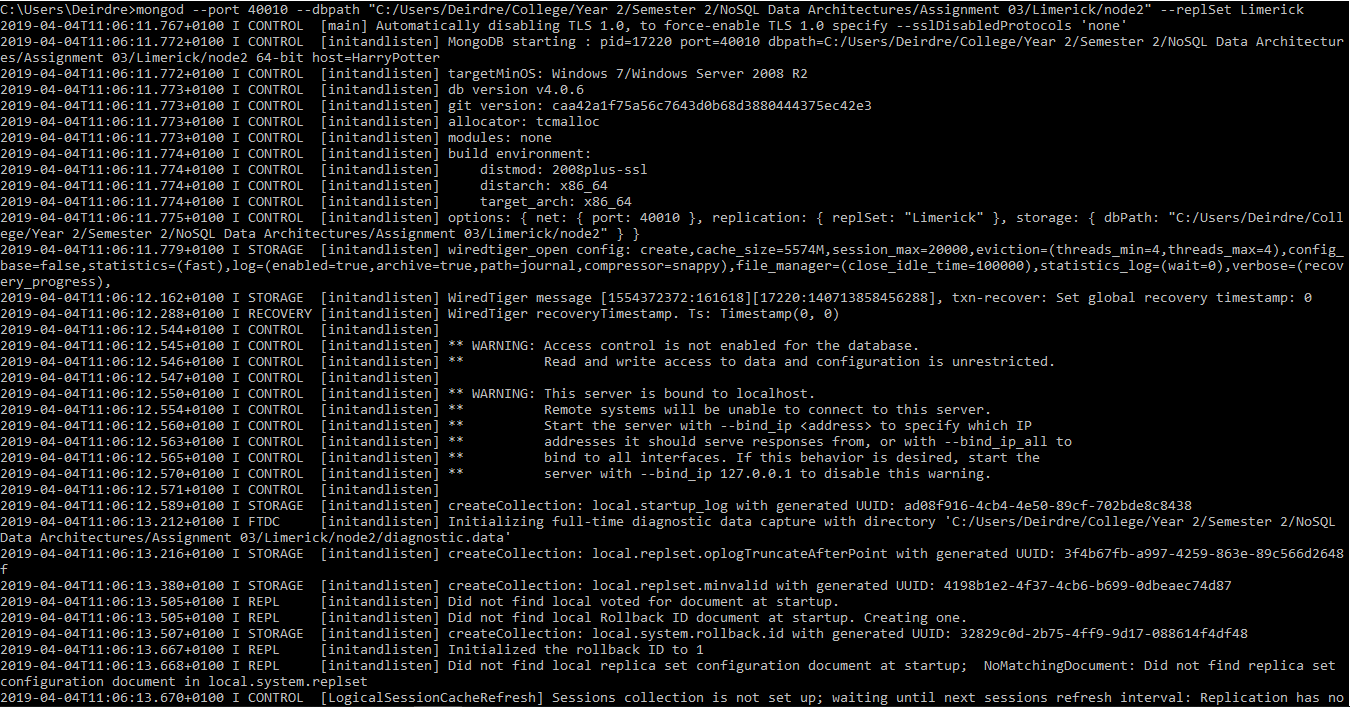 C:\Users\Deirdre>mongod --port 40010 --dbpath "C:/Users/Deirdre/College/Year 2/Semester 2/NoSQL Data Architectures/Assignment 03/Limerick/node2" --replSet Limerick
2019-04-04T11:06:11.767+0100 I CONTROL  [main] Automatically disabling TLS 1.0, to force-enable TLS 1.0 specify --sslDisabledProtocols 'none'
2019-04-04T11:06:11.772+0100 I CONTROL  [initandlisten] MongoDB starting : pid=17220 port=40010 dbpath=C:/Users/Deirdre/College/Year 2/Semester 2/NoSQL Data Architectur
es/Assignment 03/Limerick/node2 64-bit host=HarryPotter
2019-04-04T11:06:11.772+0100 I CONTROL  [initandlisten] targetMinOS: Windows 7/Windows Server 2008 R2
2019-04-04T11:06:11.773+0100 I CONTROL  [initandlisten] db version v4.0.6
2019-04-04T11:06:11.773+0100 I CONTROL  [initandlisten] git version: caa42a1f75a56c7643d0b68d3880444375ec42e3
2019-04-04T11:06:11.773+0100 I CONTROL  [initandlisten] allocator: tcmalloc
2019-04-04T11:06:11.773+0100 I CONTROL  [initandlisten] modules: none
2019-04-04T11:06:11.774+0100 I CONTROL  [initandlisten] build environment:
2019-04-04T11:06:11.774+0100 I CONTROL  [initandlisten]     distmod: 2008plus-ssl
2019-04-04T11:06:11.774+0100 I CONTROL  [initandlisten]     distarch: x86_64
2019-04-04T11:06:11.774+0100 I CONTROL  [initandlisten]     target_arch: x86_64
2019-04-04T11:06:11.775+0100 I CONTROL  [initandlisten] options: { net: { port: 40010 }, replication: { replSet: "Limerick" }, storage: { dbPath: "C:/Users/Deirdre/Coll
ege/Year 2/Semester 2/NoSQL Data Architectures/Assignment 03/Limerick/node2" } }
2019-04-04T11:06:11.779+0100 I STORAGE  [initandlisten] wiredtiger_open config: create,cache_size=5574M,session_max=20000,eviction=(threads_min=4,threads_max=4),config_
base=false,statistics=(fast),log=(enabled=true,archive=true,path=journal,compressor=snappy),file_manager=(close_idle_time=100000),statistics_log=(wait=0),verbose=(recov
ery_progress),
2019-04-04T11:06:12.162+0100 I STORAGE  [initandlisten] WiredTiger message [1554372372:161618][17220:140713858456288], txn-recover: Set global recovery timestamp: 0
2019-04-04T11:06:12.288+0100 I RECOVERY [initandlisten] WiredTiger recoveryTimestamp. Ts: Timestamp(0, 0)
2019-04-04T11:06:12.544+0100 I CONTROL  [initandlisten]
2019-04-04T11:06:12.545+0100 I CONTROL  [initandlisten] ** WARNING: Access control is not enabled for the database.
2019-04-04T11:06:12.546+0100 I CONTROL  [initandlisten] **          Read and write access to data and configuration is unrestricted.
2019-04-04T11:06:12.547+0100 I CONTROL  [initandlisten]
2019-04-04T11:06:12.550+0100 I CONTROL  [initandlisten] ** WARNING: This server is bound to localhost.
2019-04-04T11:06:12.554+0100 I CONTROL  [initandlisten] **          Remote systems will be unable to connect to this server.
2019-04-04T11:06:12.560+0100 I CONTROL  [initandlisten] **          Start the server with --bind_ip <address> to specify which IP
2019-04-04T11:06:12.563+0100 I CONTROL  [initandlisten] **          addresses it should serve responses from, or with --bind_ip_all to
2019-04-04T11:06:12.565+0100 I CONTROL  [initandlisten] **          bind to all interfaces. If this behavior is desired, start the
2019-04-04T11:06:12.570+0100 I CONTROL  [initandlisten] **          server with --bind_ip 127.0.0.1 to disable this warning.
2019-04-04T11:06:12.571+0100 I CONTROL  [initandlisten]
2019-04-04T11:06:12.589+0100 I STORAGE  [initandlisten] createCollection: local.startup_log with generated UUID: ad08f916-4cb4-4e50-89cf-702bde8c8438
2019-04-04T11:06:13.212+0100 I FTDC     [initandlisten] Initializing full-time diagnostic data capture with directory 'C:/Users/Deirdre/College/Year 2/Semester 2/NoSQL
Data Architectures/Assignment 03/Limerick/node2/diagnostic.data'
2019-04-04T11:06:13.216+0100 I STORAGE  [initandlisten] createCollection: local.replset.oplogTruncateAfterPoint with generated UUID: 3f4b67fb-a997-4259-863e-89c566d2648
f
2019-04-04T11:06:13.380+0100 I STORAGE  [initandlisten] createCollection: local.replset.minvalid with generated UUID: 4198b1e2-4f37-4cb6-b699-0dbeaec74d87
2019-04-04T11:06:13.505+0100 I REPL     [initandlisten] Did not find local voted for document at startup.
2019-04-04T11:06:13.505+0100 I REPL     [initandlisten] Did not find local Rollback ID document at startup. Creating one.
2019-04-04T11:06:13.507+0100 I STORAGE  [initandlisten] createCollection: local.system.rollback.id with generated UUID: 32829c0d-2b75-4ff9-9d17-088614f4df48
2019-04-04T11:06:13.667+0100 I REPL     [initandlisten] Initialized the rollback ID to 1
2019-04-04T11:06:13.668+0100 I REPL     [initandlisten] Did not find local replica set configuration document at startup;  NoMatchingDocument: Did not find replica set
configuration document in local.system.replset
2019-04-04T11:06:13.670+0100 I CONTROL  [LogicalSessionCacheRefresh] Sessions collection is not set up; waiting until next sessions refresh interval: Replication has no